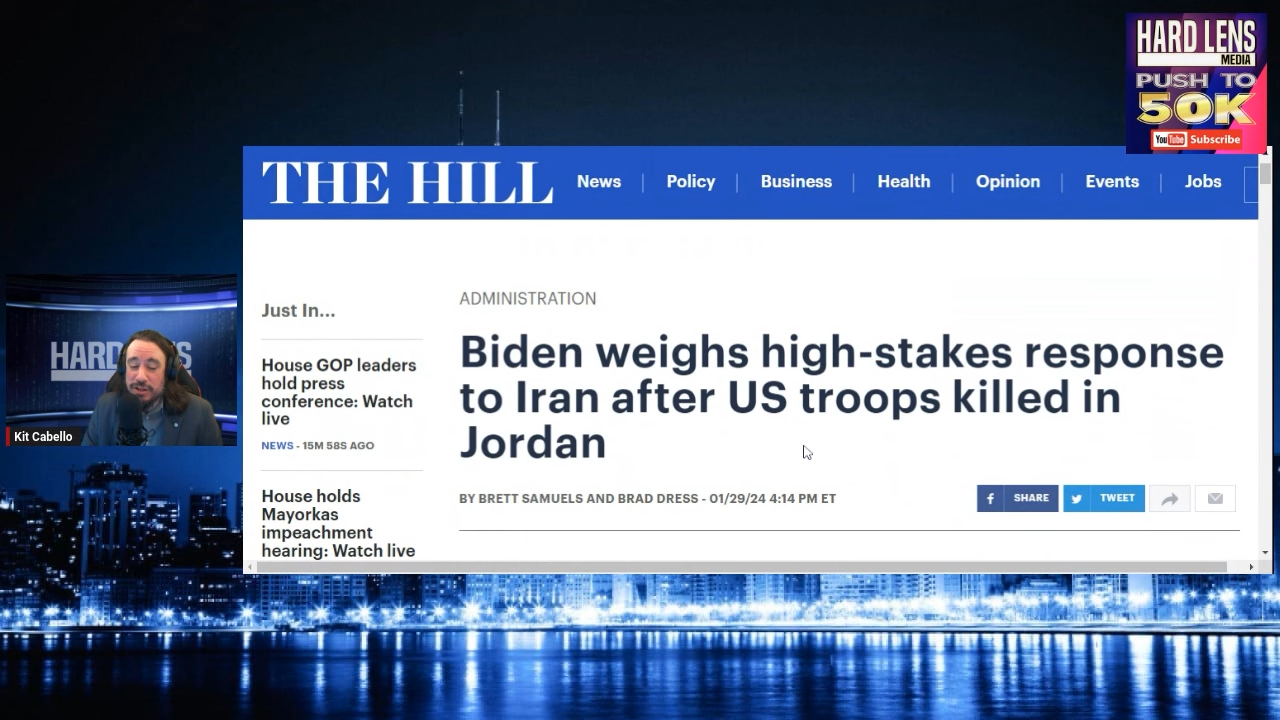 HARD LENS
MEDIA
PUSH TO
50K
YouTube Subscribe
THE HILL
News
Policy
Business
Health
Opinion
Events
Jobs
Just In...
House GOP leaders
hold press
conference: Watch
live
NEWS - 15M 58S AGO
House holds
Mayorkas
impeachment
hearing: Watch live
ADMINISTRATION
Biden weighs high-stakes response
to Iran after US troops killed in
Jordan
BY BRETT SAMUELS AND BRAD DRESS - 01/29/24 4:14 PM ET
SHARE
TWEET
Kit Cabello